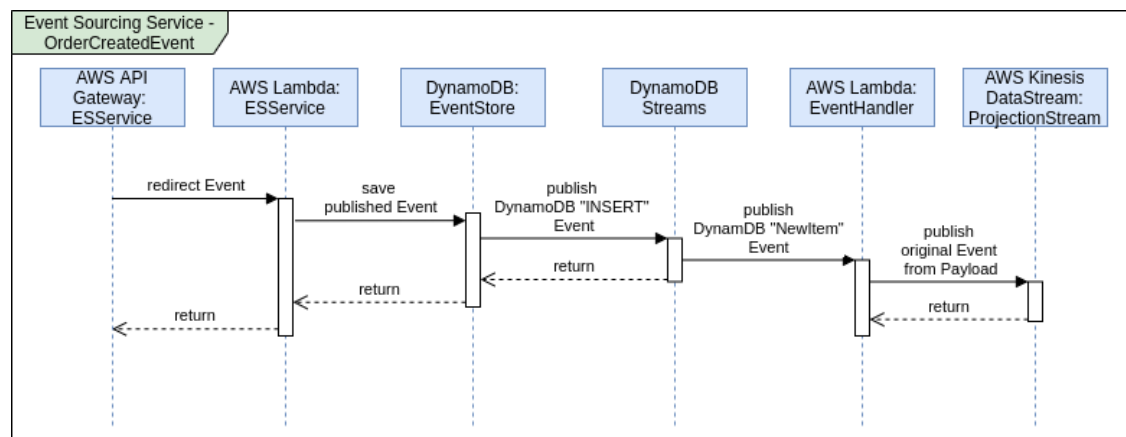 Event Sourcing Service -
OrderCreatedEvent
AWS API
Gateway:
ESService
AWS Lambda:
ESService
DynamoDB:
EventStore
DynamoDB
Streams
AWS Lambda:
EventHandler
AWS Kinesis
DataStream:
ProjectionStream
redirect Event
save
published Event
publish
DynamoDB "INSERT"
Event
publish
DynamDB "NewItem"
Event
publish
original Event
from Payload
return
return
return
return